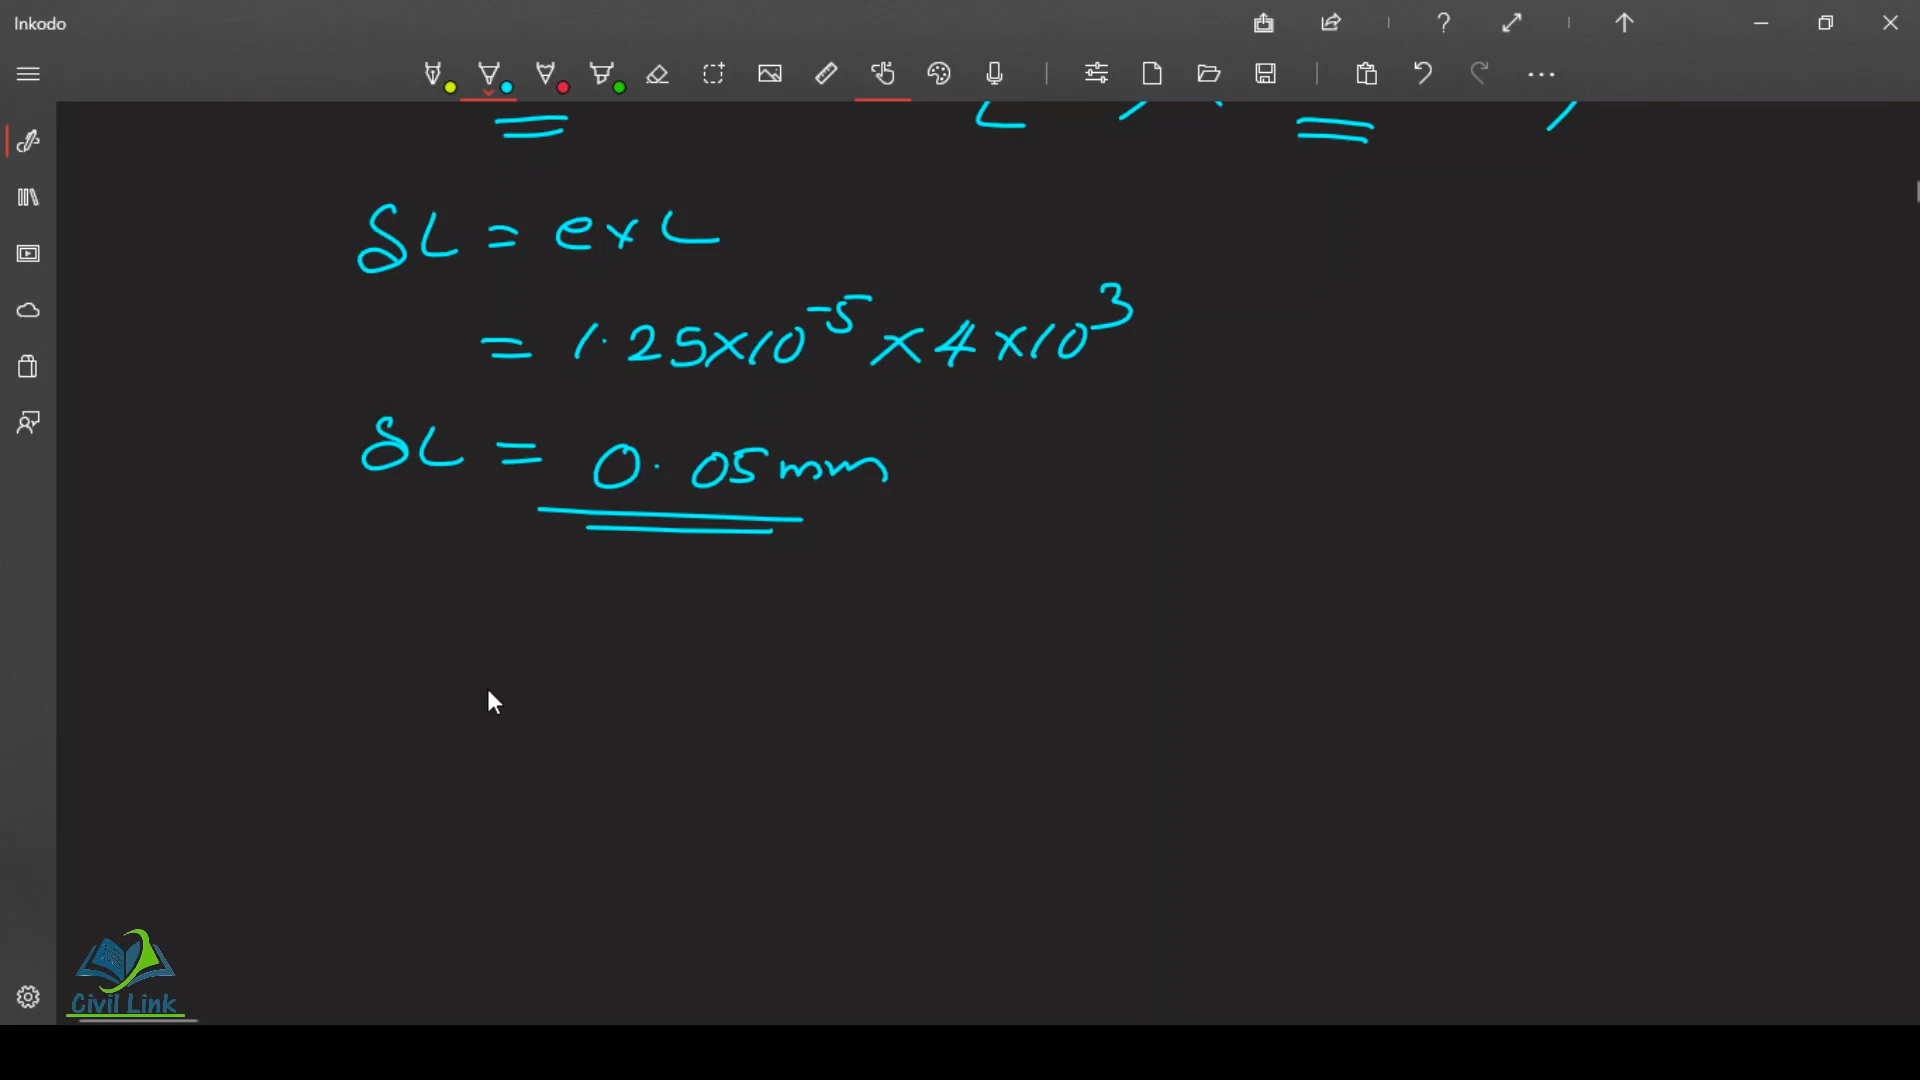 Inkodo
δL = e × L
= 1.25×10⁻⁵ × 4 ×10³
δL = 0.05mm
Civil Link